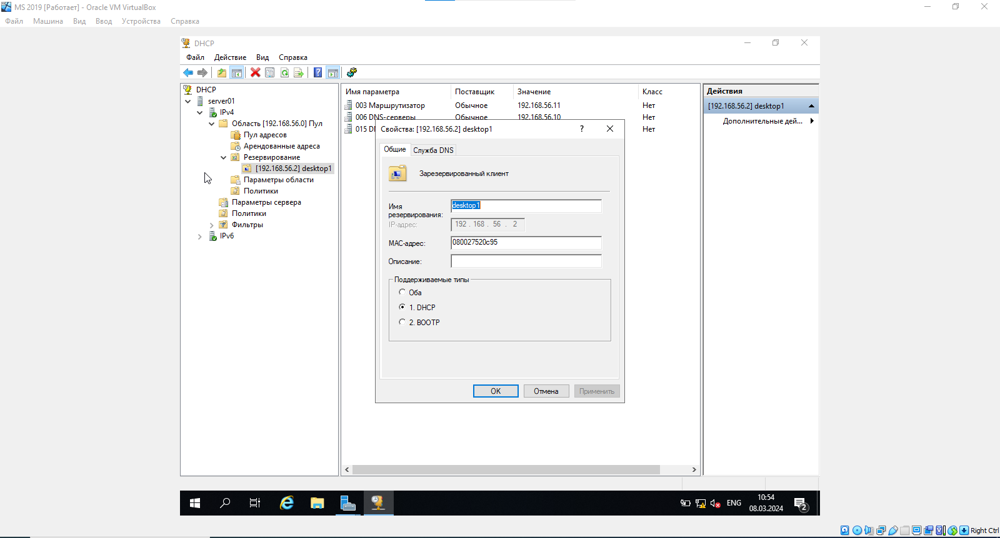 MS 2019 [Работает] - Oracle VM VirtualBox
Файл Машина Вид Ввод Устройства Справка
DHCP
Файл Действие Вид Справка
DHCP
server01
IPv4
Область [192.168.56.0] Пул
Пул адресов
Арендованные адреса
Резервирование
[192.168.56.2] desktop1
Параметры области
Политики
Параметры сервера
Политики
Фильтры
IPv6
Имя параметра Поставщик Значение Класс
003 Маршрутизатор Обычное 192.168.56.11 Нет
006 DNS-серверы Обычное 192.168.56.10 Нет
015 Нет
Свойства: [192.168.56.2] desktop1 ?
Общие Служба DNS
Зарезервированный клиент
Имя резервирования: desktop1
IP-адрес: 192 . 168 . 56 . 2
MAC-адрес: 080027520c95
Описание:
Поддерживаемые типы
Оба
1. DHCP
2. BOOTP
OK Отмена Применить
Действия
[192.168.56.2] desktop1
Дополнительные дей...
ENG
10:54
08.03.2024
2
Right Ctrl